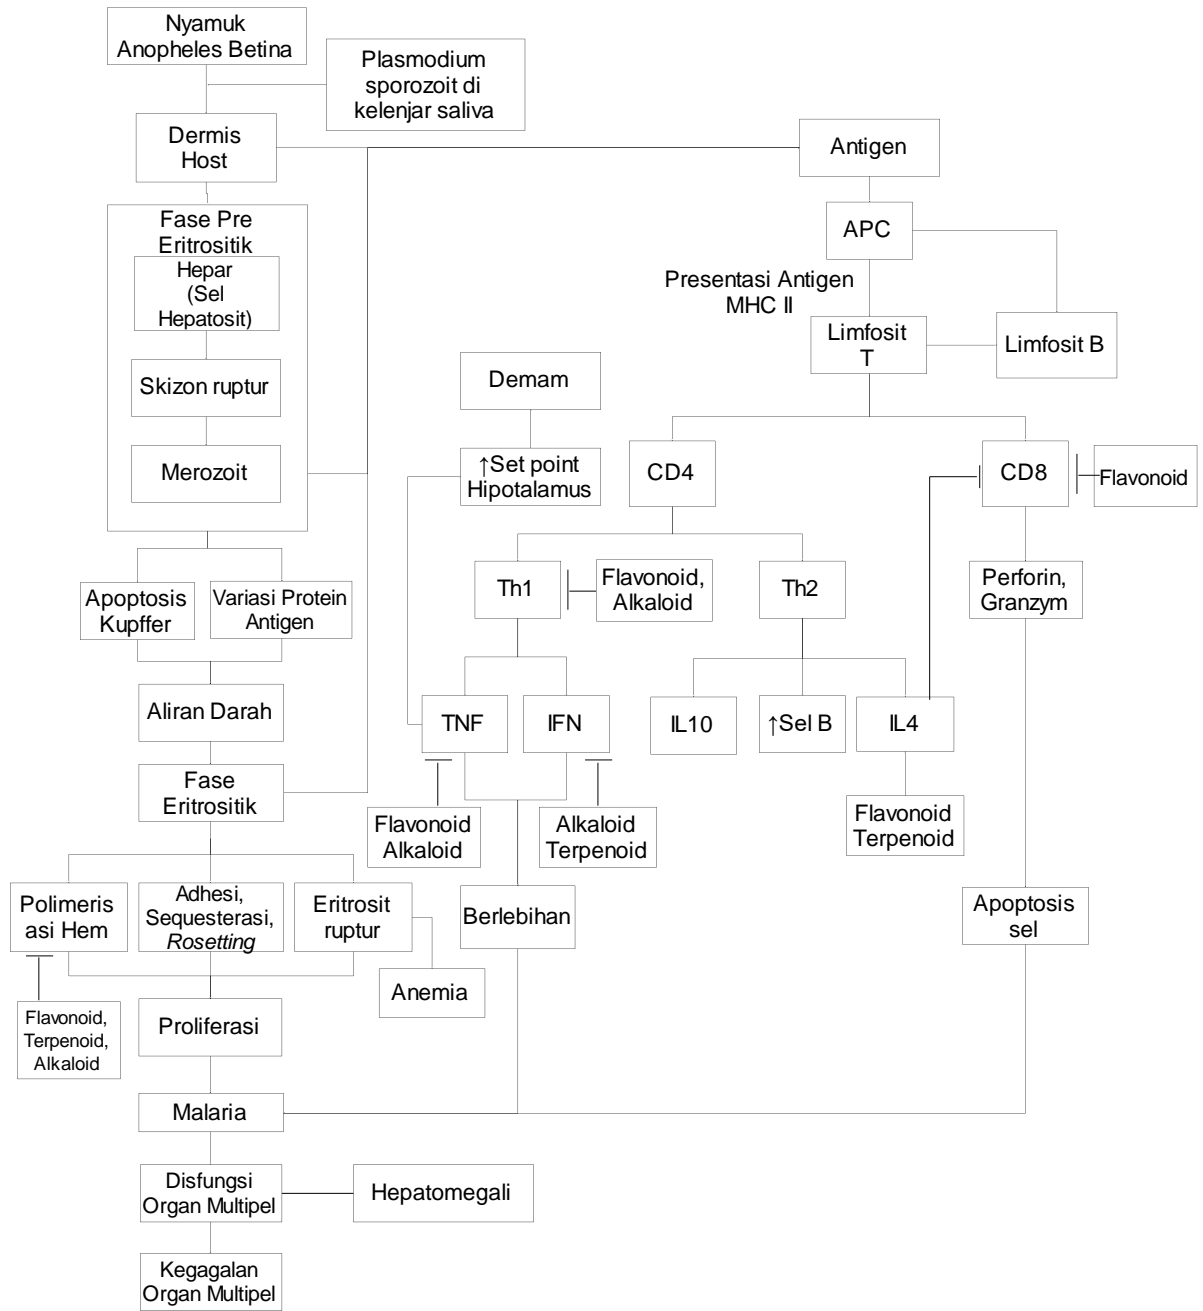 Nyamuk
Anopheles Betina
Plasmodium
sporozoit di
kelenjar saliva
Dermis
Host
Antigen
Fase Pre
Eritrositik
Hepar
(Sel
Hepatosit)
Skizon ruptur
Merozoit
APC
Presentasi Antigen
MHC II
Limfosit
T
Limfosit B
Demam
↑Set point
Hipotalamus
CD4
CD8
Flavonoid
Apoptosis
Kupffer
Variasi Protein
Antigen
Th1
Flavonoid,
Alkaloid
Th2
Perforin,
Granzym
Aliran Darah
TNF
IFN
IL10
↑Sel B
IL4
Fase
Eritrositik
Flavonoid
Alkaloid
Alkaloid
Terpenoid
Flavonoid
Terpenoid
Polimeris
asi Hem
Adhesi,
Sequesterasi,
Rosetting
Eritrosit
ruptur
Berlebihan
Apoptosis
sel
Anemia
Flavonoid,
Terpenoid,
Alkaloid
Proliferasi
Malaria
Disfungsi
Organ Multipel
Hepatomegali
Kegagalan
Organ Multipel